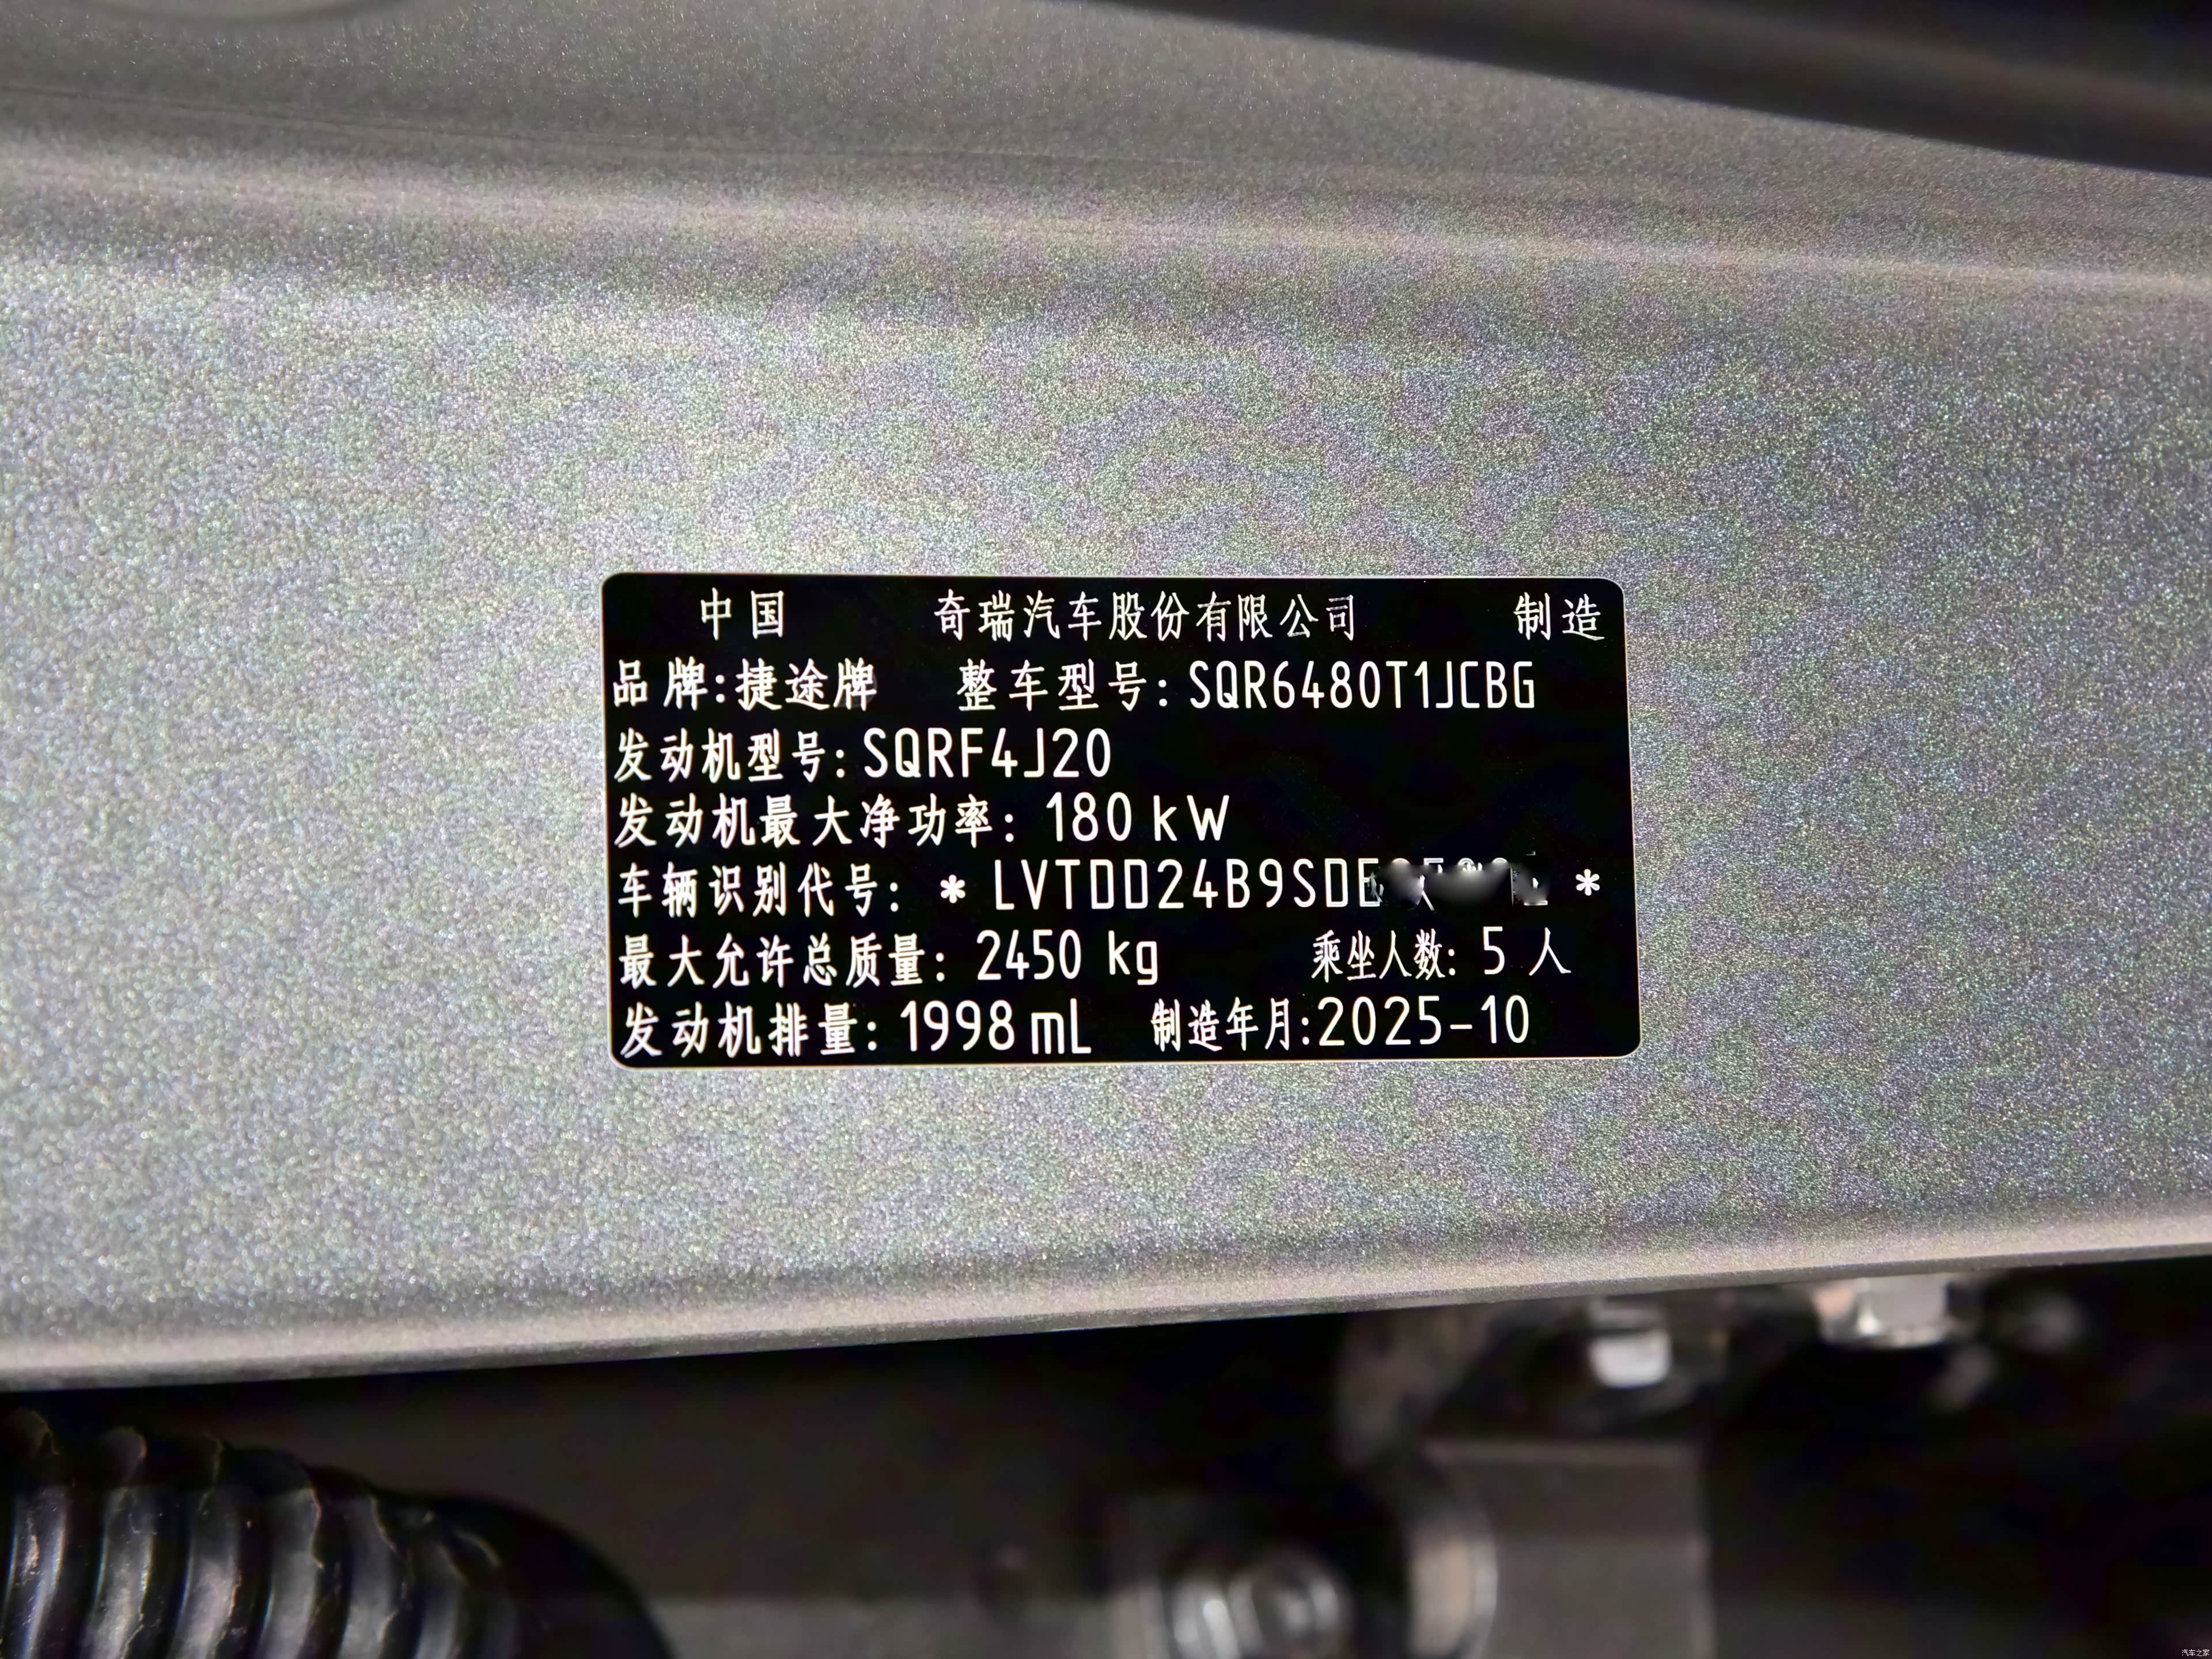 中国 奇瑞汽车股份有限公司 制造
品牌:捷途牌 整车型号:SQR6480T1JCBG
发动机型号:SQRF4J20
发动机最大净功率: 180 kW
车辆识别代号: * LVTDD24B9SDE *
最大允许总质量: 2450 kg 乘坐人数: 5 人
发动机排量: 1998 mL 制造年月:2025-10
汽车之家